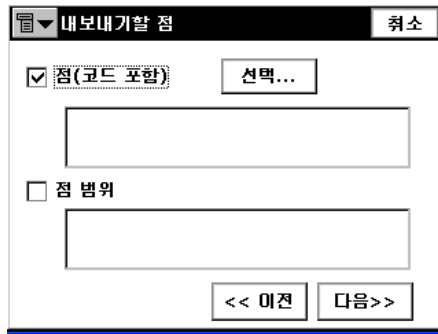 내보내기할 점 취소
점(코드 포함) 선택...
점 범위
<< 이전 다음>>